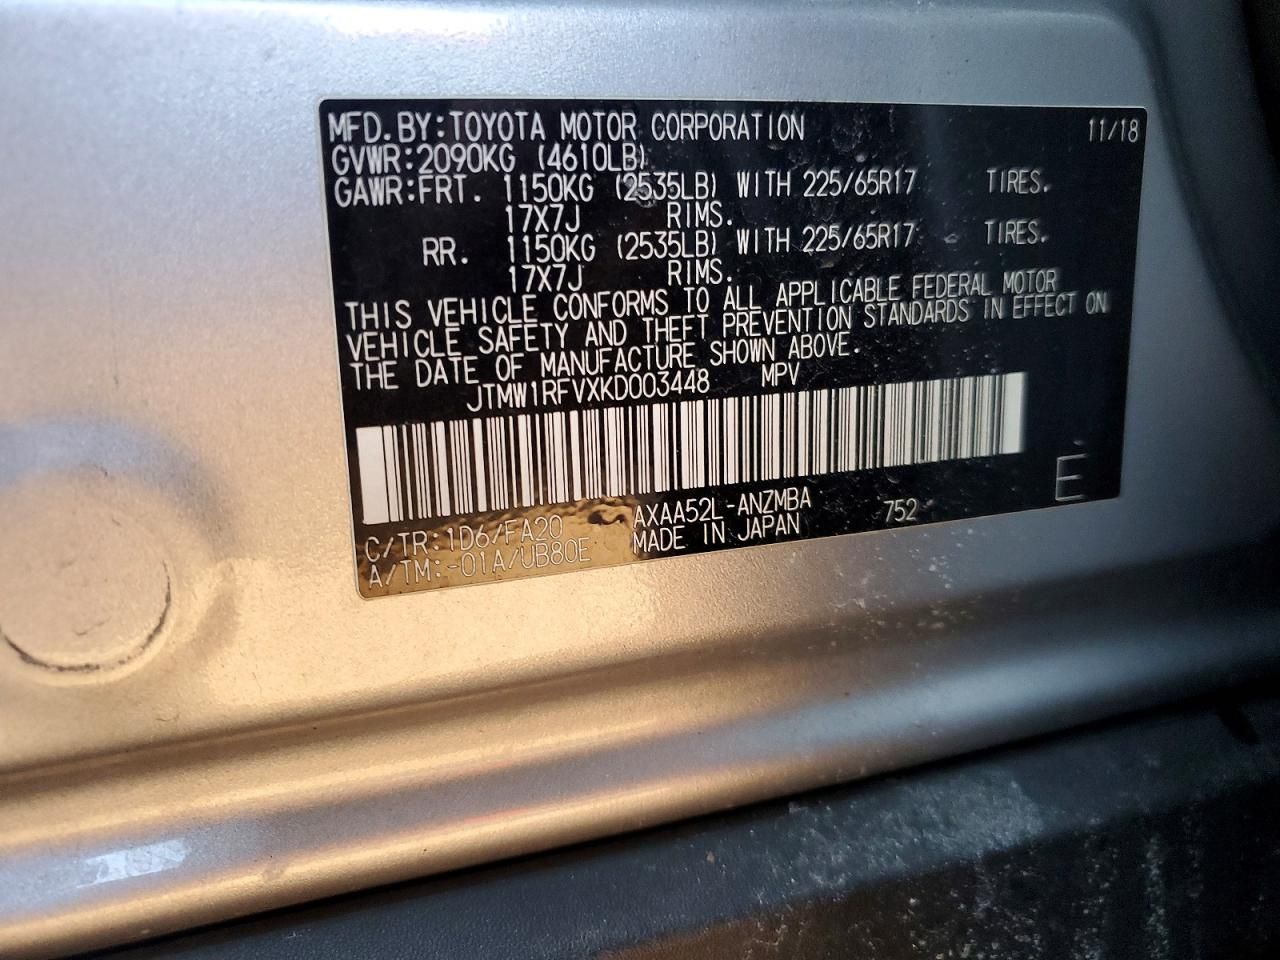 MFD.BY:TOYOTA MOTOR CORPORATION 11/18
GVWR:2090KG (4610LB)
GAWR:FRT. 1150KG (2535LB) WITH 225/65R17 TIRES.
17X7J RIMS.
RR. 1150KG (2535LB) WITH 225/65R17 TIRES.
17X7J RIMS.
THIS VEHICLE CONFORMS TO ALL APPLICABLE FEDERAL MOTOR
VEHICLE SAFETY AND THEFT PREVENTION STANDARDS IN EFFECT ON
THE DATE OF MANUFACTURE SHOWN ABOVE.
JTMW1RFVXKD003448 MPV
C/TR:1D6/FA20 AXAA52L-ANZMBA 752
A/TM:-01A/UB80E MADE IN JAPAN
E